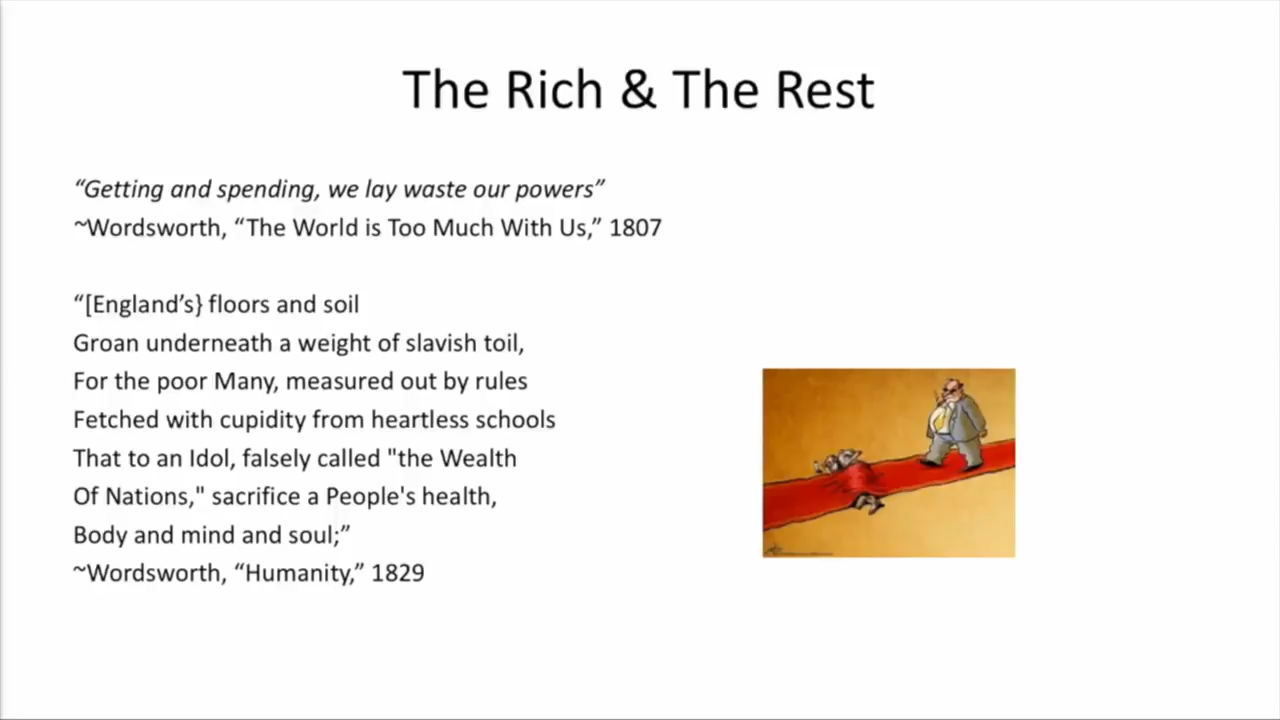 The Rich & The Rest
“Getting and spending, we lay waste our powers”
~Wordsworth, “The World is Too Much With Us,” 1807
“[England’s} floors and soil
Groan underneath a weight of slavish toil,
For the poor Many, measured out by rules
Fetched with cupidity from heartless schools
That to an Idol, falsely called "the Wealth
Of Nations," sacrifice a People's health,
Body and mind and soul;”
~Wordsworth, “Humanity,” 1829